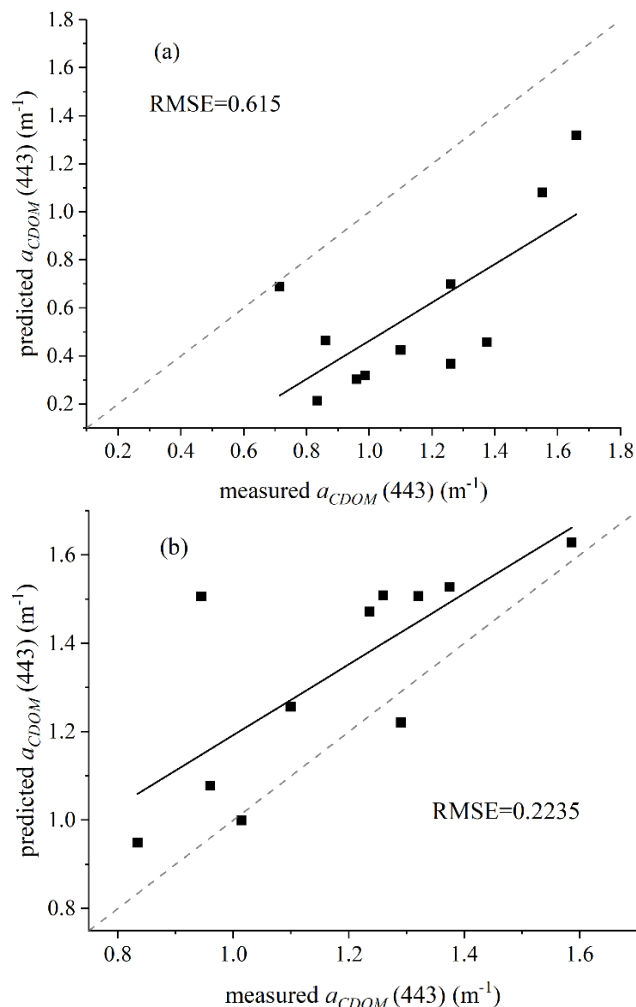 1.8
(a)
1.6
RMSE=0.615
1.4
1.2
1.0
0.8
0.6
0.4
0.2
predicted a_CDOM (443) (m⁻¹)
0.2 0.4 0.6 0.8 1.0 1.2 1.4 1.6 1.8
measured a_CDOM (443) (m⁻¹)
(b)
1.6
1.4
1.2
1.0
0.8
predicted a_CDOM (443) (m⁻¹)
RMSE=0.2235
0.8 1.0 1.2 1.4 1.6
measured a_CDOM (443) (m⁻¹)